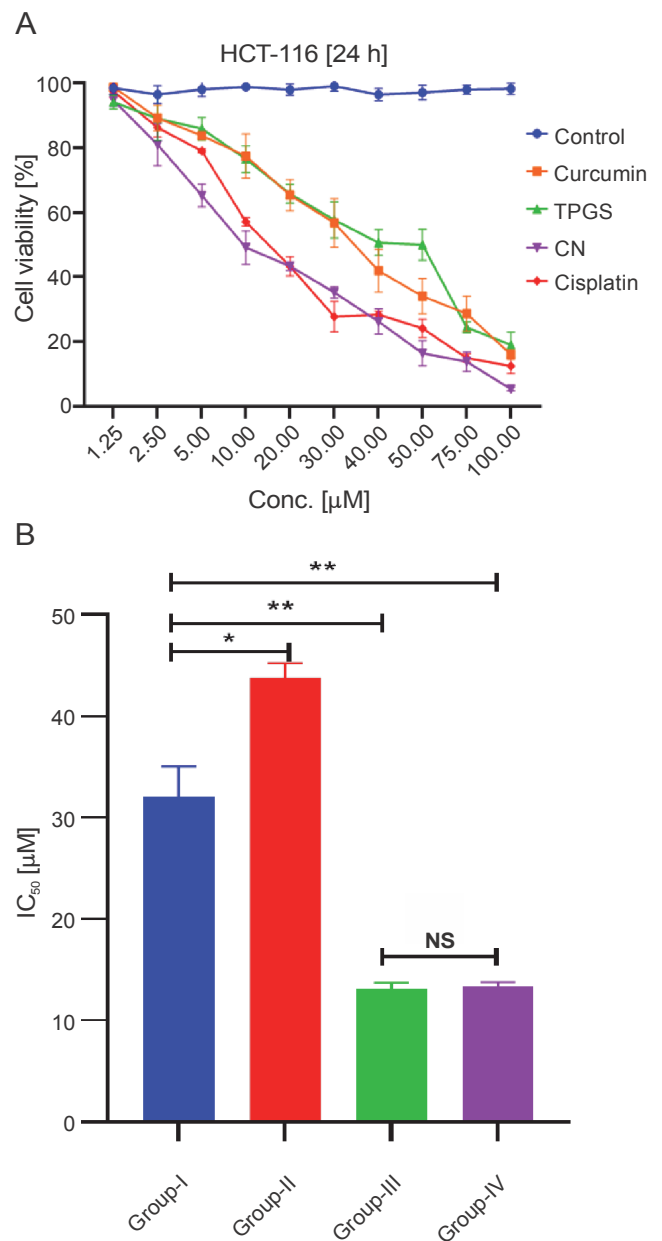 A
HCT-116 [24 h]
Cell viability [%]
100
80
60
40
20
0
1.25
2.50
5.00
10.00
20.00
30.00
40.00
50.00
75.00
100.00
Conc. [μM]
Control
Curcumin
TPGS
CN
Cisplatin
B
**
**
*
NS
IC50 [μM]
50
40
30
20
10
0
Group-I
Group-II
Group-III
Group-IV